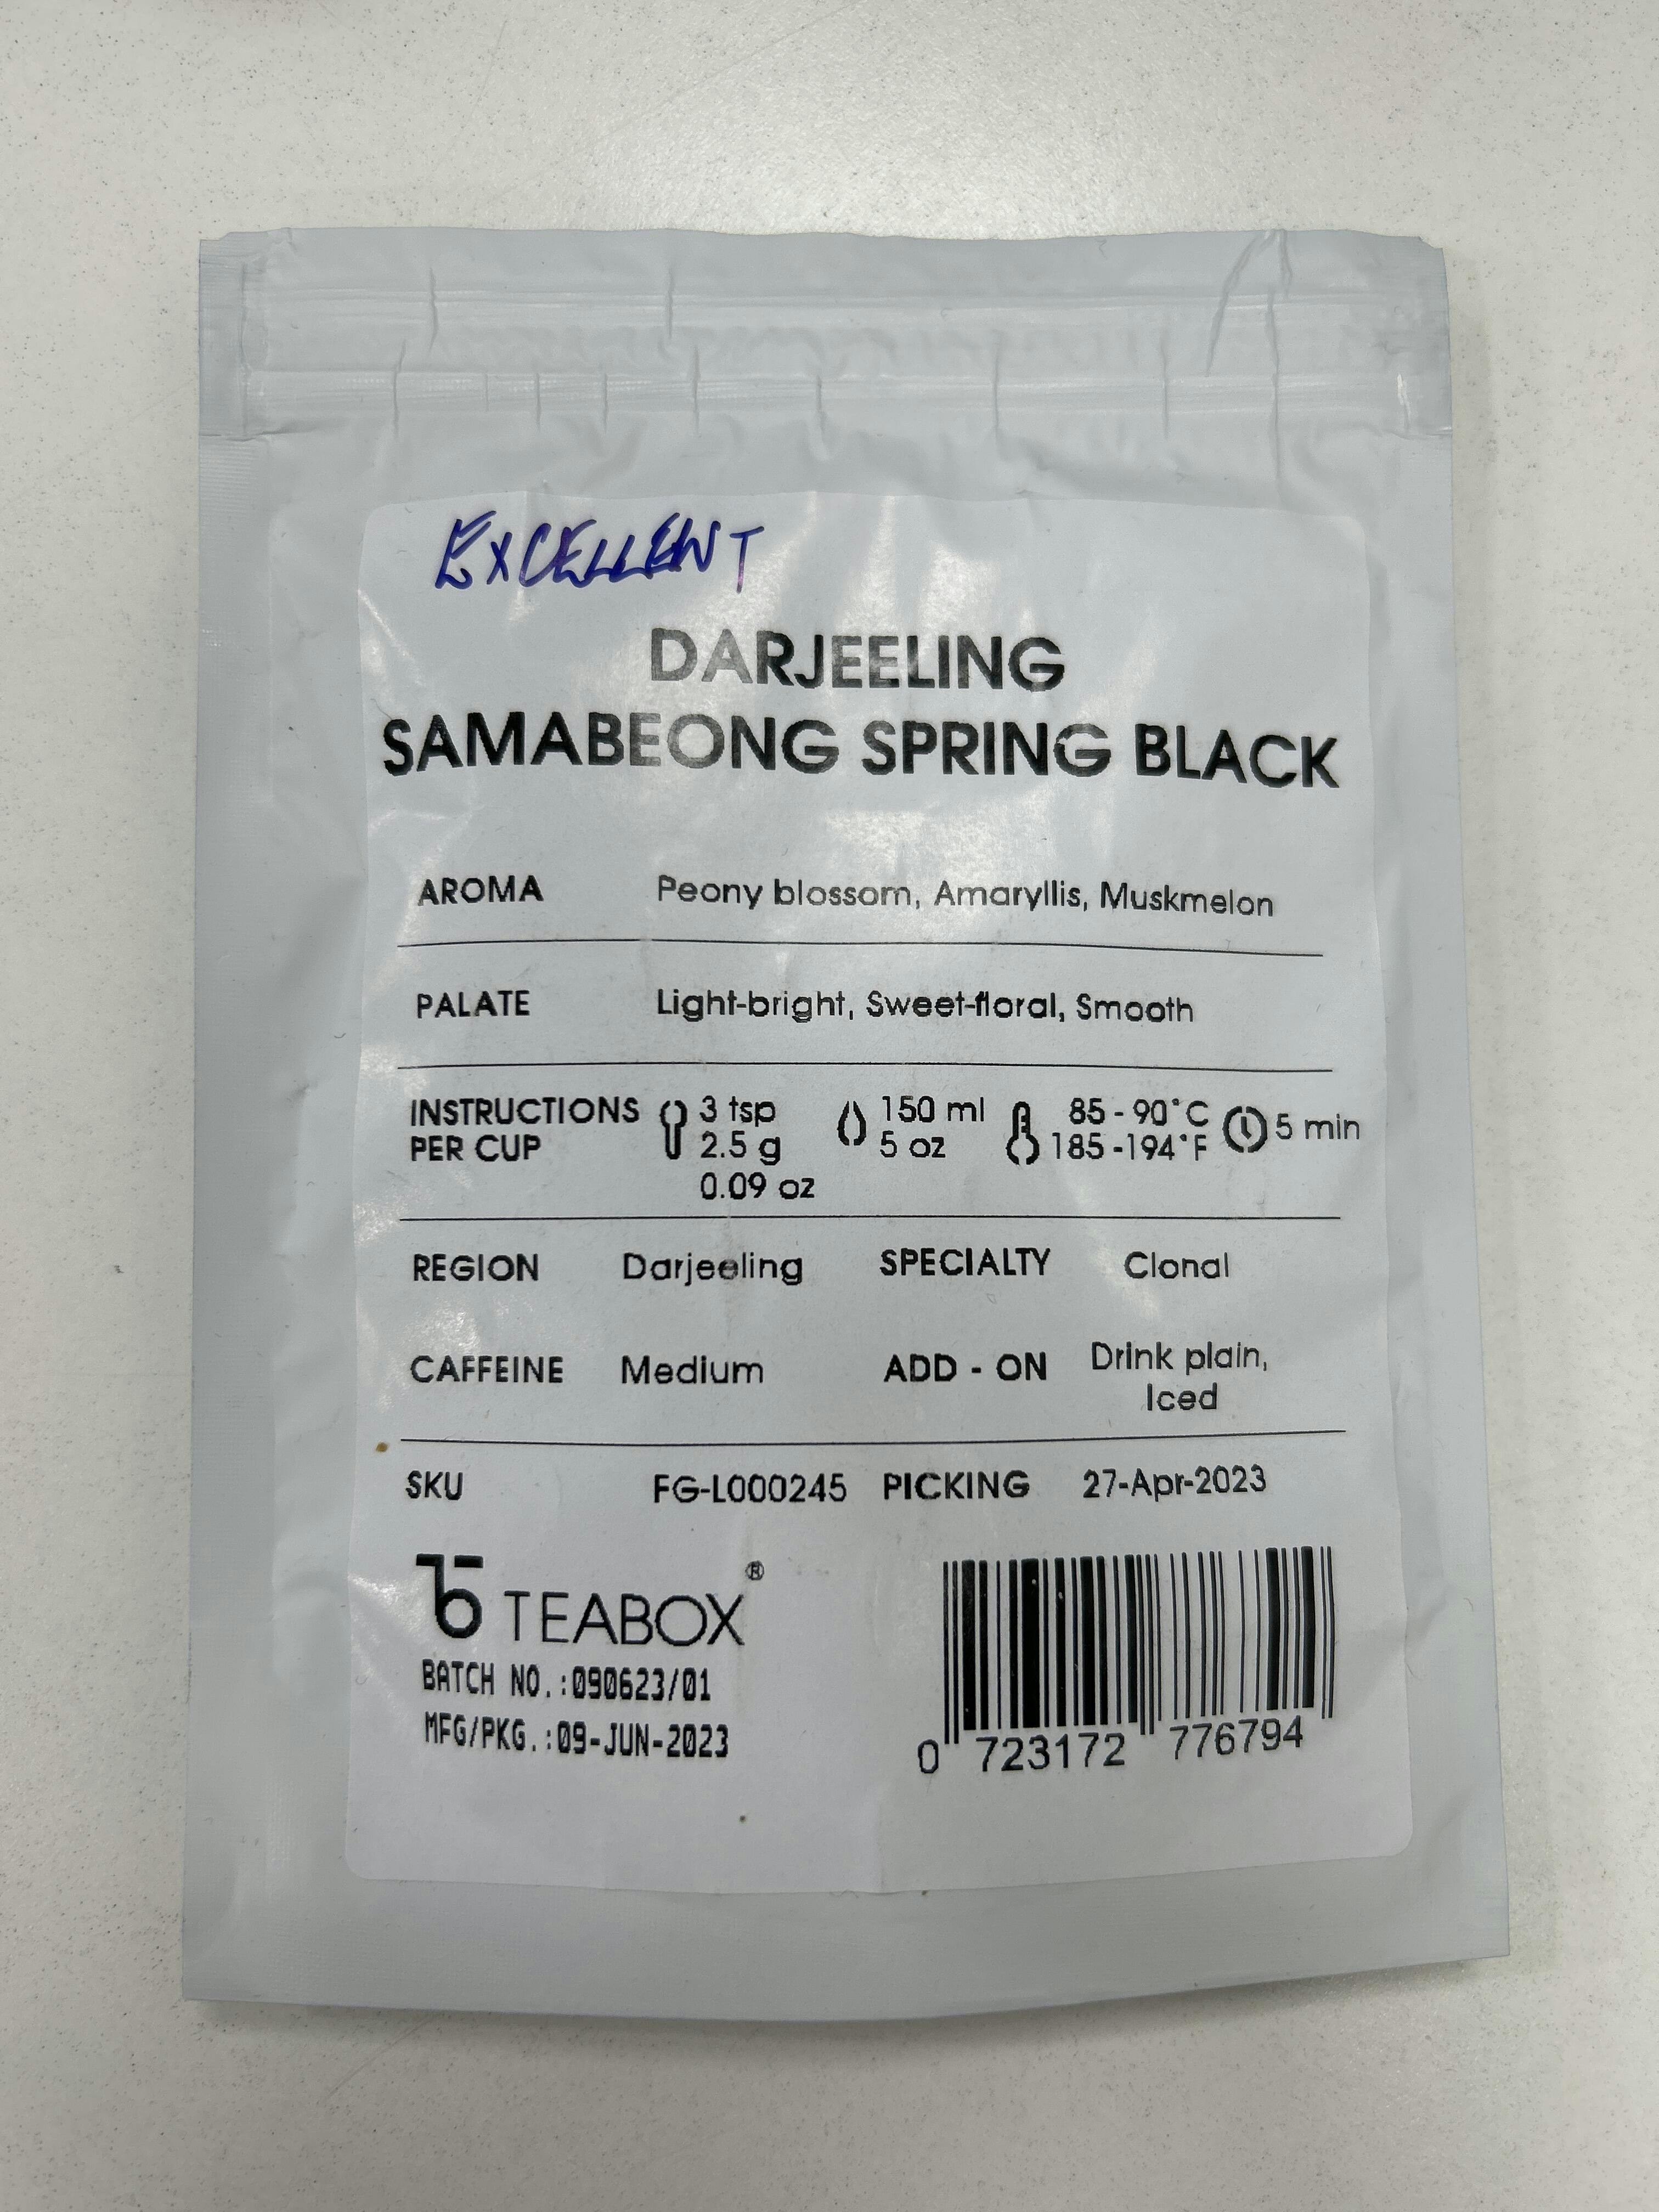 EXCELLENT
DARJEELING
SAMABEONG SPRING BLACK
AROMA Peony blossom, Amaryllis, Muskmelon
PALATE Light-bright, Sweet-floral, Smooth
INSTRUCTIONS PER CUP
3 tsp
2.5 g
0.09 oz
150 ml
5 oz
85 - 90°C
185 -194°F
5 min
REGION Darjeeling SPECIALTY Clonal
CAFFEINE Medium ADD - ON Drink plain,
Iced
SKU FG-L000245 PICKING 27-Apr-2023
TEABOX®
BATCH NO.:090623/01
MFG/PKG.:09-JUN-2023
0 723172 776794